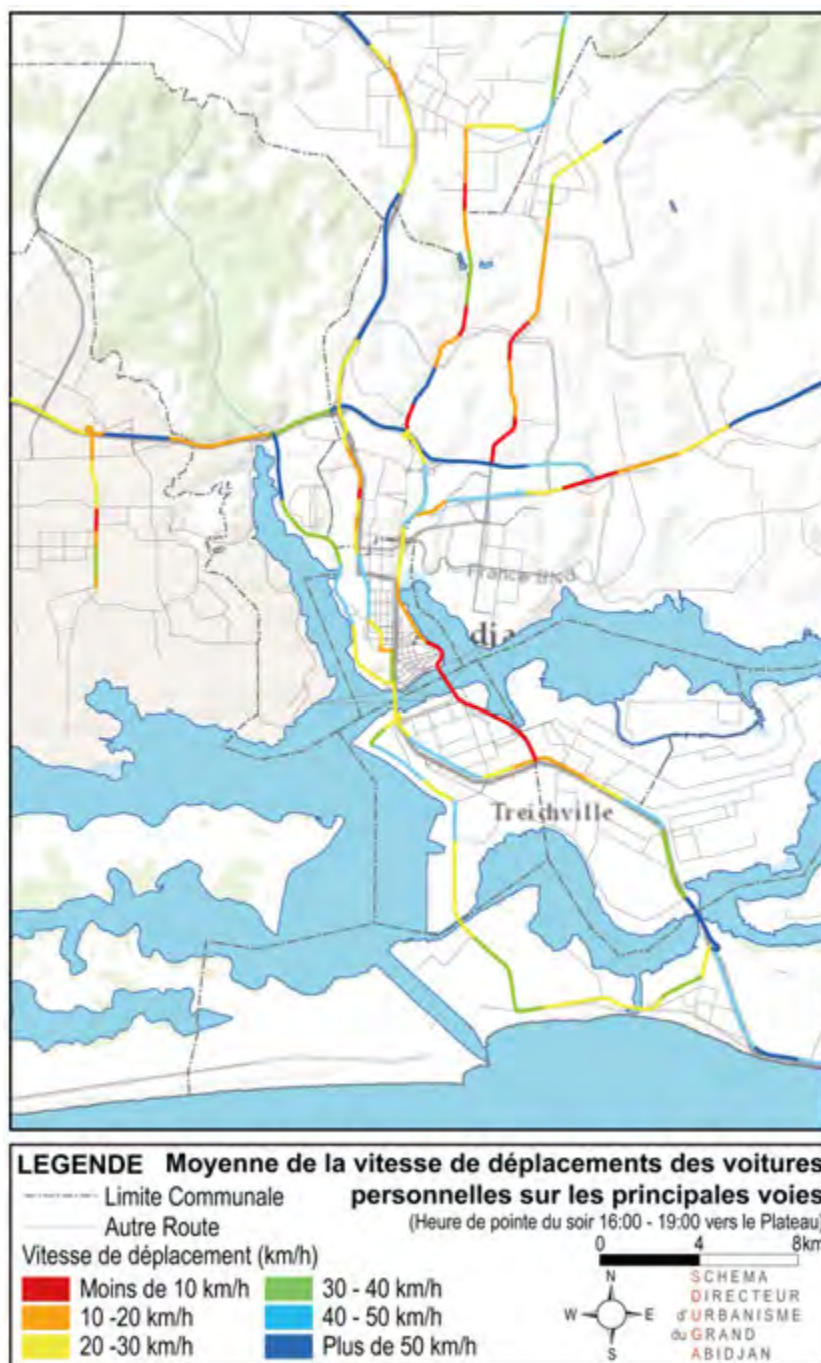 France Blvd
dja
Treichville
LEGENDE Moyenne de la vitesse de déplacements des voitures
personnelles sur les principales voies
Limite Communale
Autre Route
(Heure de pointe du soir 16:00 - 19:00 vers le Plateau)
Vitesse de déplacement (km/h)
0 4 8km
Moins de 10 km/h
10 -20 km/h
20 -30 km/h
30 - 40 km/h
40 - 50 km/h
Plus de 50 km/h
N
W E
S
SCHEMA
DIRECTEUR
d'URBANISME
du GRAND
ABIDJAN